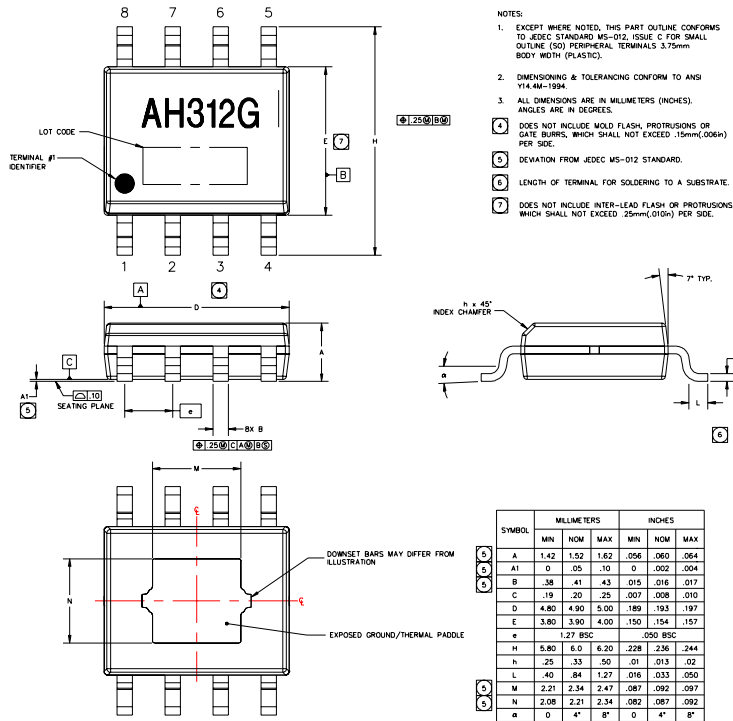 8 7 6 5
AH312G
LOT CODE
TERMINAL #1
IDENTIFIER
1 2 3 4
E 7
B
H
⌖ .25Ⓜ BⓂ
NOTES:
1. EXCEPT WHERE NOTED, THIS PART OUTLINE CONFORMS
TO JEDEC STANDARD MS-012, ISSUE C FOR SMALL
OUTLINE (SO) PERIPHERAL TERMINALS 3.75mm
BODY WIDTH (PLASTIC).
2. DIMENSIONING & TOLERANCING CONFORM TO ANSI
Y14.4M-1994.
3. ALL DIMENSIONS ARE IN MILLIMETERS (INCHES).
ANGLES ARE IN DEGREES.
4 DOES NOT INCLUDE MOLD FLASH, PROTRUSIONS OR
GATE BURRS, WHICH SHALL NOT EXCEED .15mm(.006in)
PER SIDE.
5 DEVIATION FROM JEDEC MS-012 STANDARD.
6 LENGTH OF TERMINAL FOR SOLDERING TO A SUBSTRATE.
7 DOES NOT INCLUDE INTER-LEAD FLASH OR PROTRUSIONS
WHICH SHALL NOT EXCEED .25mm(.010in) PER SIDE.
A
4
D
A
C
A1
5
⌓ .10
SEATING PLANE
e
8X B
⌖ .25Ⓜ C AⓂ BⓈ
7° TYP.
h x 45°
INDEX CHAMFER
α
L
6
M
N
℄
℄
DOWNSET BARS MAY DIFFER FROM
ILLUSTRATION
EXPOSED GROUND/THERMAL PADDLE
SYMBOL MILLIMETERS INCHES
MIN NOM MAX MIN NOM MAX
5 A 1.42 1.52 1.62 .056 .060 .064
5 A1 0 .05 .10 0 .002 .004
5 B .38 .41 .43 .015 .016 .017
C .19 .20 .25 .007 .008 .010
D 4.80 4.90 5.00 .189 .193 .197
E 3.80 3.90 4.00 .150 .154 .157
e 1.27 BSC .050 BSC
H 5.80 6.0 6.20 .228 .236 .244
h .25 .33 .50 .01 .013 .02
L .40 .84 1.27 .016 .033 .050
5 M 2.21 2.34 2.47 .087 .092 .097
5 N 2.08 2.21 2.34 .082 .087 .092
α 0 4° 8° 0 4° 8°